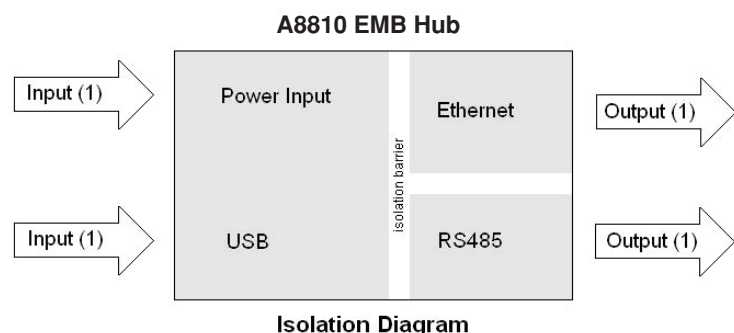 A8810 EMB Hub
Input (1)
Power Input
Ethernet
Output (1)
isolation barrier
Input (1)
USB
RS485
Output (1)
Isolation Diagram